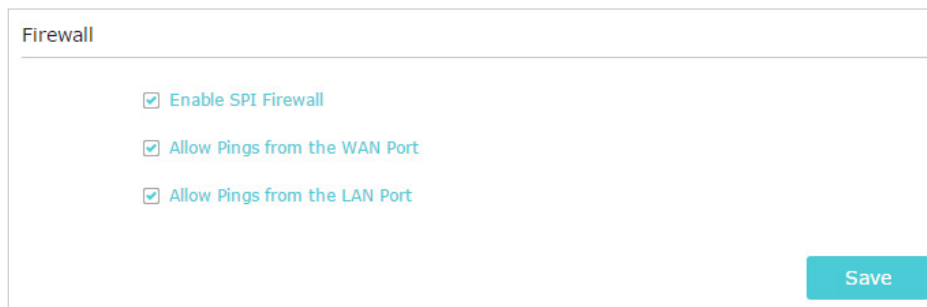 Firewall
Enable SPI Firewall
Allow Pings from the WAN Port
Allow Pings from the LAN Port
Save